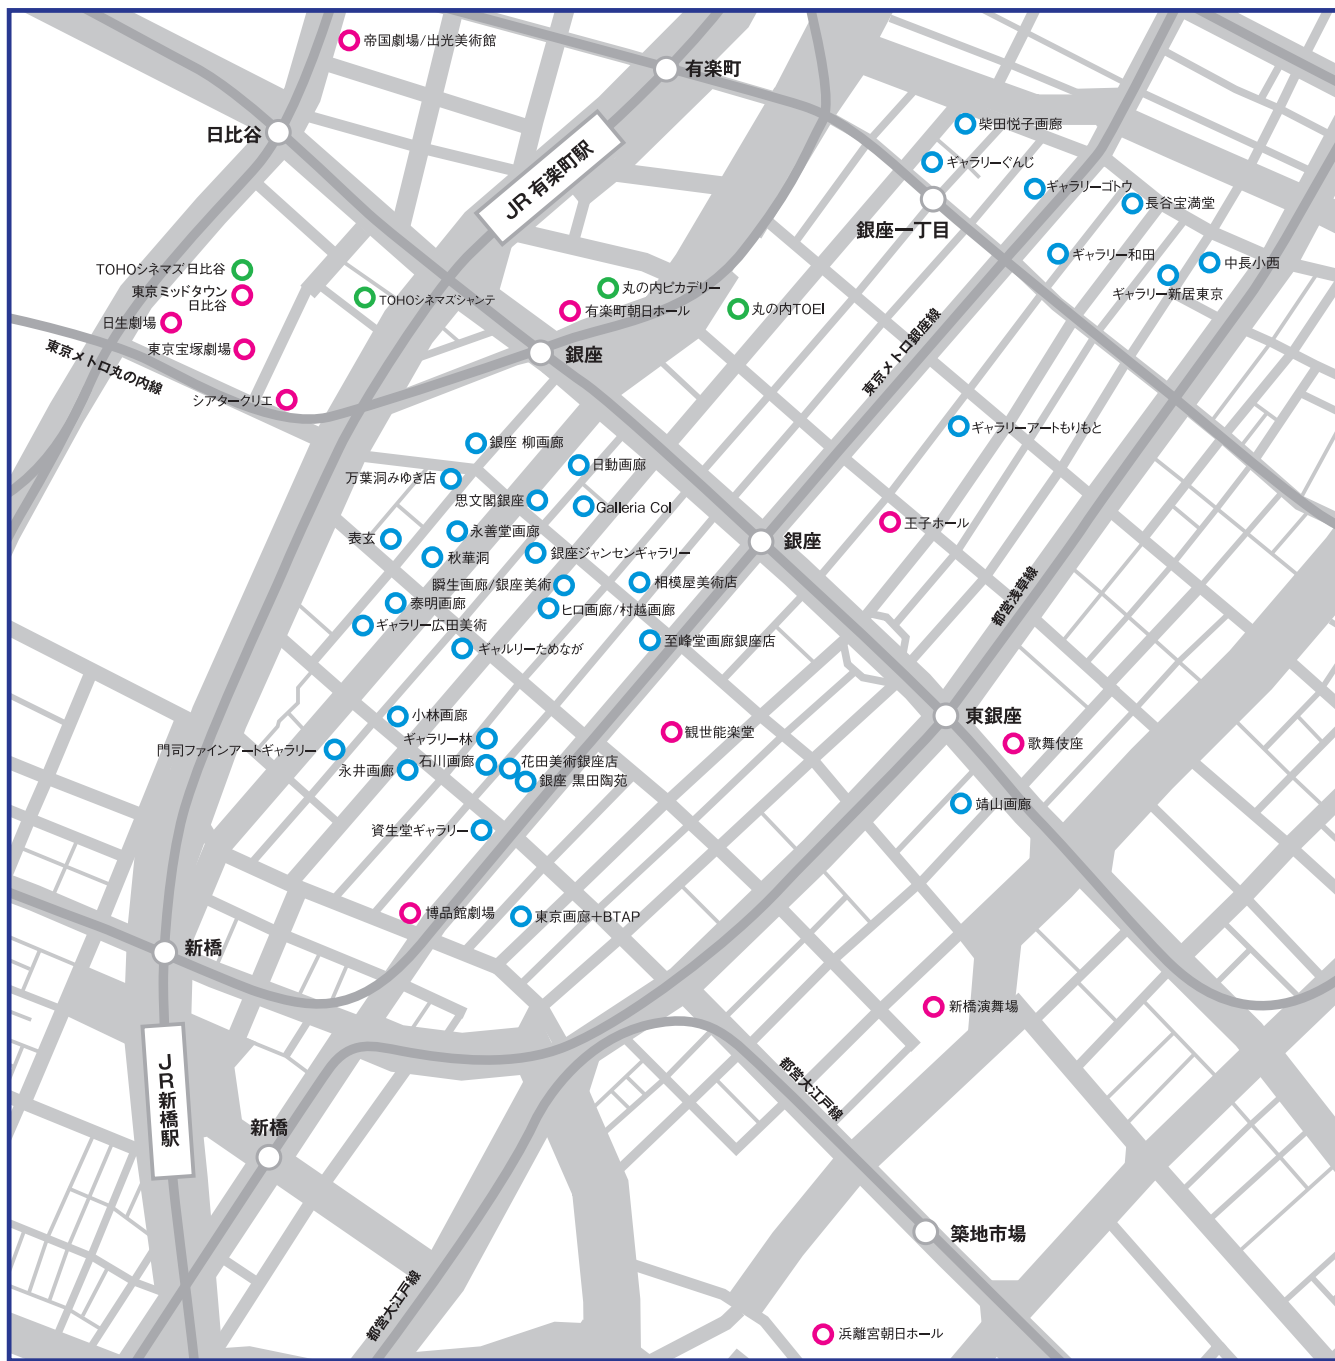 帝国劇場/出光美術館
有楽町
日比谷
柴田悦子画廊
JR 有楽町駅
ギャラリーぐんじ
ギャラリーゴトウ
長谷宝満堂
銀座一丁目
ギャラリー和田
中長小西
TOHOシネマズ日比谷
丸の内ピカデリー
東京ミッドタウン
日比谷
TOHOシネマズシャンテ
ギャラリー新居東京
有楽町朝日ホール
丸の内TOEI
日生劇場
東京宝塚劇場
銀座
東京メトロ丸の内線
東京メトロ銀座線
シアタークリエ
ギャラリーアートもりもと
銀座 柳画廊
日動画廊
万葉洞みゆき店
思文閣銀座
Galleria Col
王子ホール
表玄
永善堂画廊
銀座
秋華洞
銀座ジャンセンギャラリー
瞬生画廊/銀座美術
相模屋美術店
都営浅草線
泰明画廊
ヒロ画廊/村越画廊
ギャラリー広田美術
至峰堂画廊銀座店
ギャルリーためなが
小林画廊
東銀座
観世能楽堂
ギャラリー林
歌舞伎座
門司ファインアートギャラリー
石川画廊
花田美術銀座店
永井画廊
銀座 黒田陶苑
靖山画廊
資生堂ギャラリー
博品館劇場
東京画廊＋BTAP
新橋
新橋演舞場
JR新橋駅
都営大江戸線
新橋
築地市場
都営大江戸線
浜離宮朝日ホール